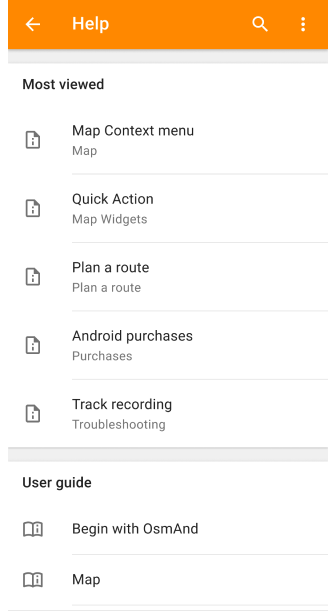 Help
Most viewed
Map Context menu
Map
Quick Action
Map Widgets
Plan a route
Plan a route
Android purchases
Purchases
Track recording
Troubleshooting
User guide
Begin with OsmAnd
Map